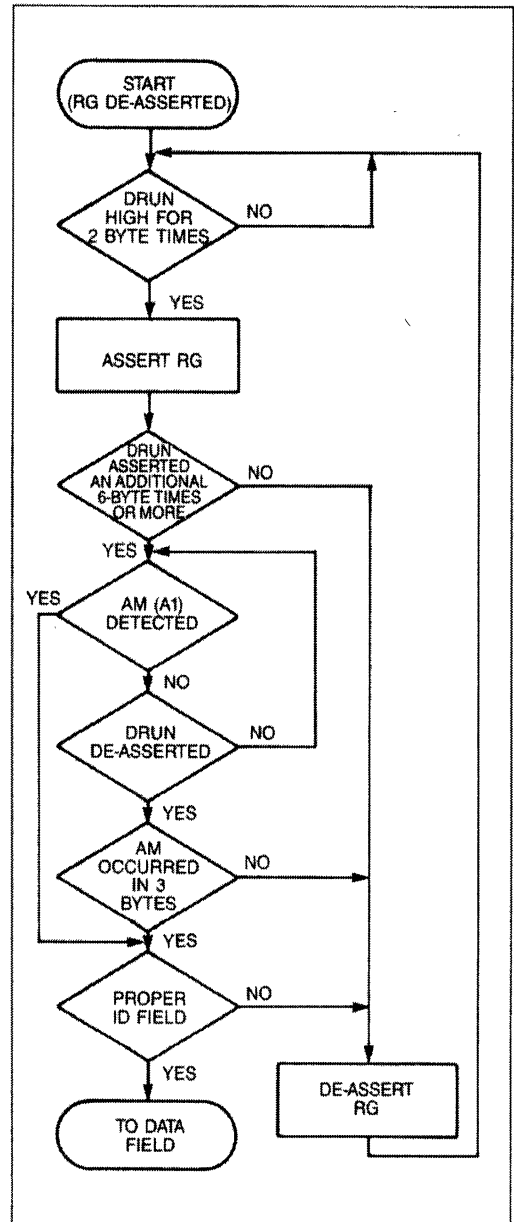 START
(RG DE-ASSERTED)
DRUN
HIGH FOR
2 BYTE TIMES
NO
YES
ASSERT RG
DRUN
ASSERTED
AN ADDITIONAL
6-BYTE TIMES
OR MORE
NO
YES
YES
AM (A1)
DETECTED
NO
DRUN
DE-ASSERTED
NO
YES
AM
OCCURRED
IN 3
BYTES
NO
YES
PROPER
ID FIELD
NO
YES
DE-ASSERT
RG
TO DATA
FIELD